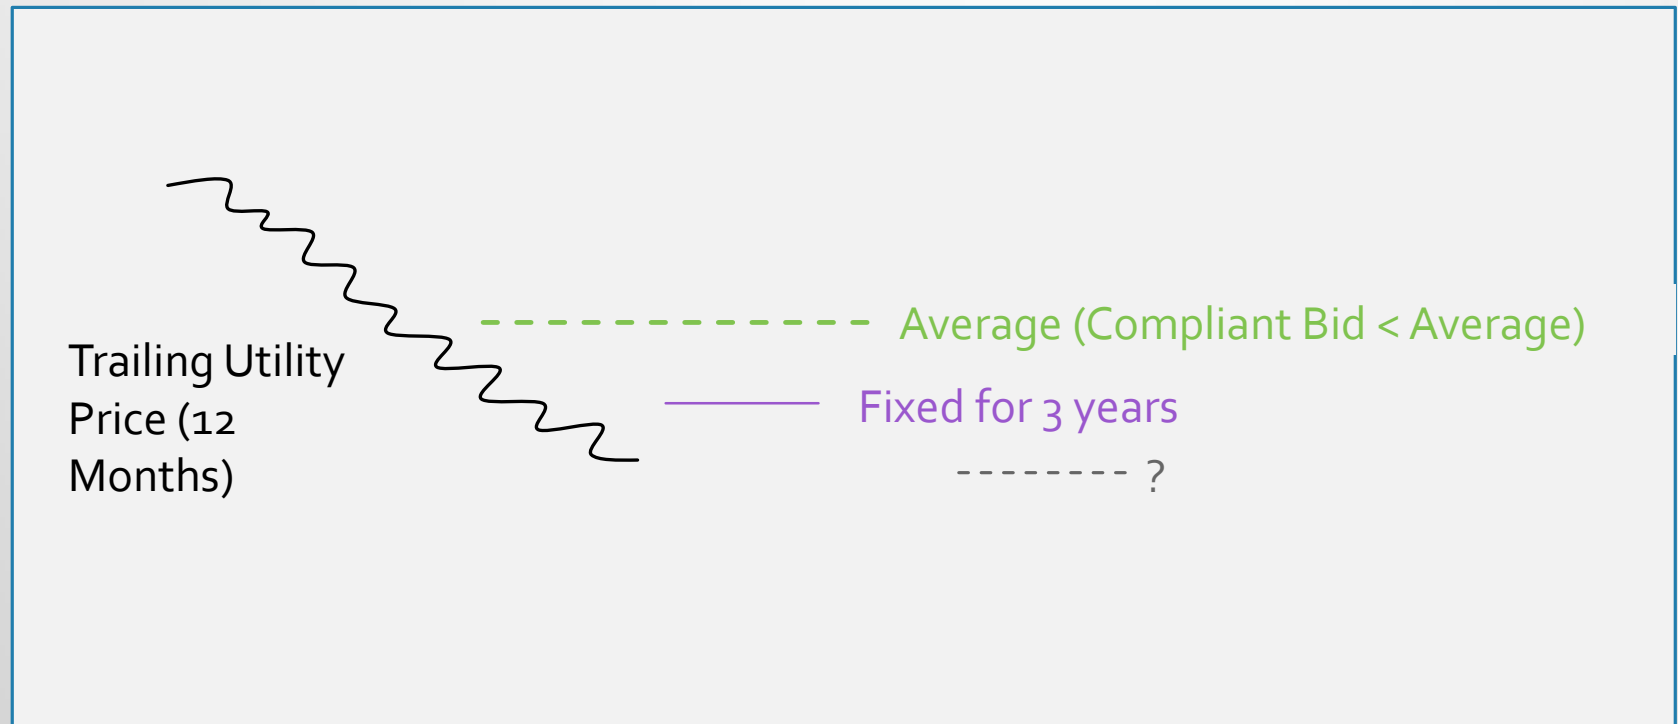 Average (Compliant Bid < Average)
Trailing Utility
Price (12
Months)
Fixed for 3 years
?